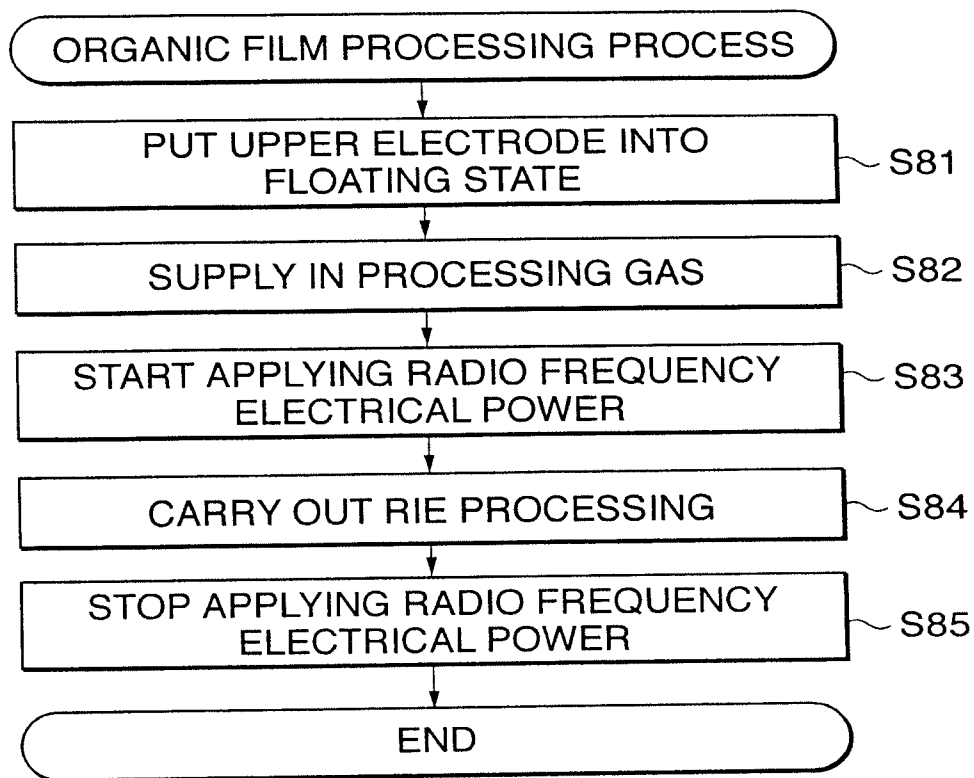 ORGANIC FILM PROCESSING PROCESS
PUT UPPER ELECTRODE INTO
FLOATING STATE
S81
SUPPLY IN PROCESSING GAS
S82
START APPLYING RADIO FREQUENCY
ELECTRICAL POWER
S83
CARRY OUT RIE PROCESSING
S84
STOP APPLYING RADIO FREQUENCY
ELECTRICAL POWER
S85
END